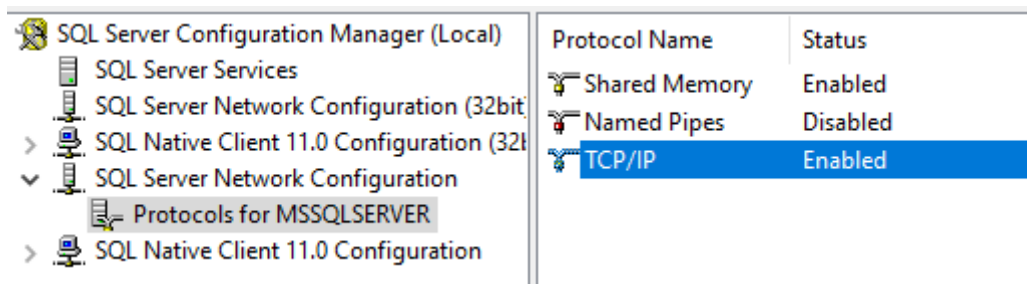 SQL Server Configuration Manager (Local)
SQL Server Services
SQL Server Network Configuration (32bit
SQL Native Client 11.0 Configuration (32b
SQL Server Network Configuration
Protocols for MSSQLSERVER
SQL Native Client 11.0 Configuration
Protocol Name Status
Shared Memory Enabled
Named Pipes Disabled
TCP/IP Enabled